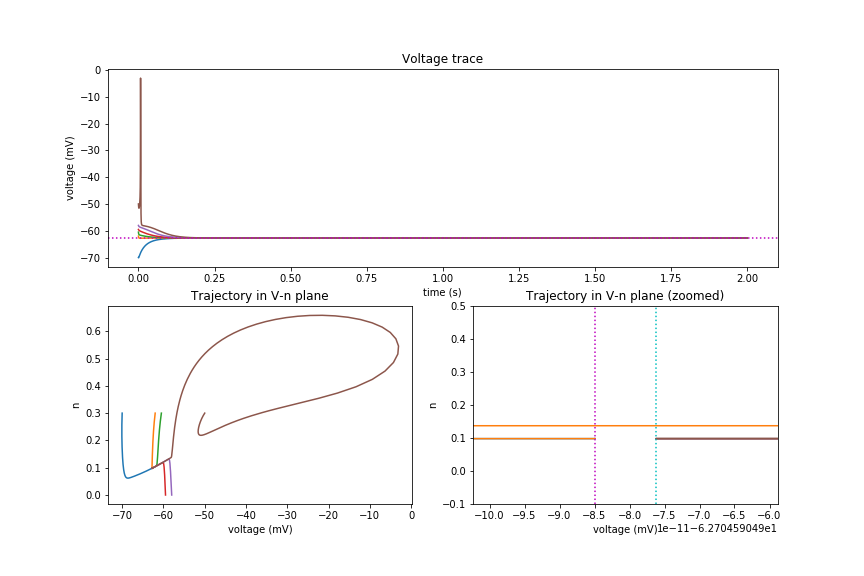 Voltage trace
voltage (mV)
0
−10
−20
−30
−40
−50
−60
−70
0.00 0.25 0.50 0.75 1.00 1.25 1.50 1.75 2.00
time (s)
Trajectory in V-n plane
n
0.6
0.5
0.4
0.3
0.2
0.1
0.0
−70 −60 −50 −40 −30 −20 −10 0
voltage (mV)
Trajectory in V-n plane (zoomed)
n
0.5
0.4
0.3
0.2
0.1
0.0
−0.1
−10.0 −9.5 −9.0 −8.5 −8.0 −7.5 −7.0 −6.5 −6.0
voltage (mV) 1e−11−6.270459049e1